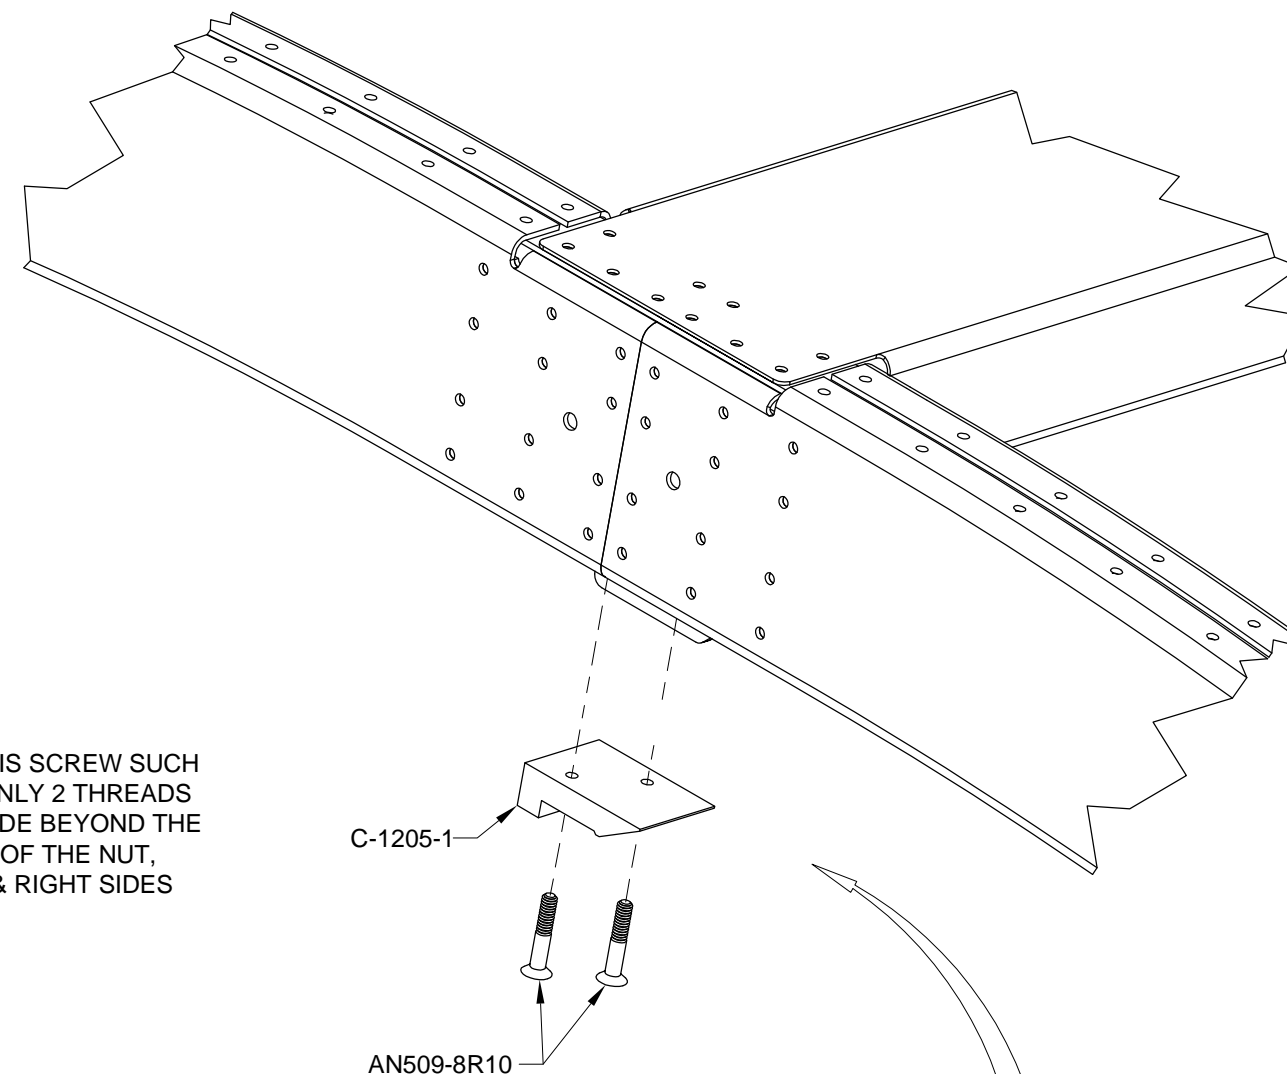 IS SCREW SUCH
NLY 2 THREADS
DE BEYOND THE
OF THE NUT,
& RIGHT SIDES
C-1205-1
AN509-8R10